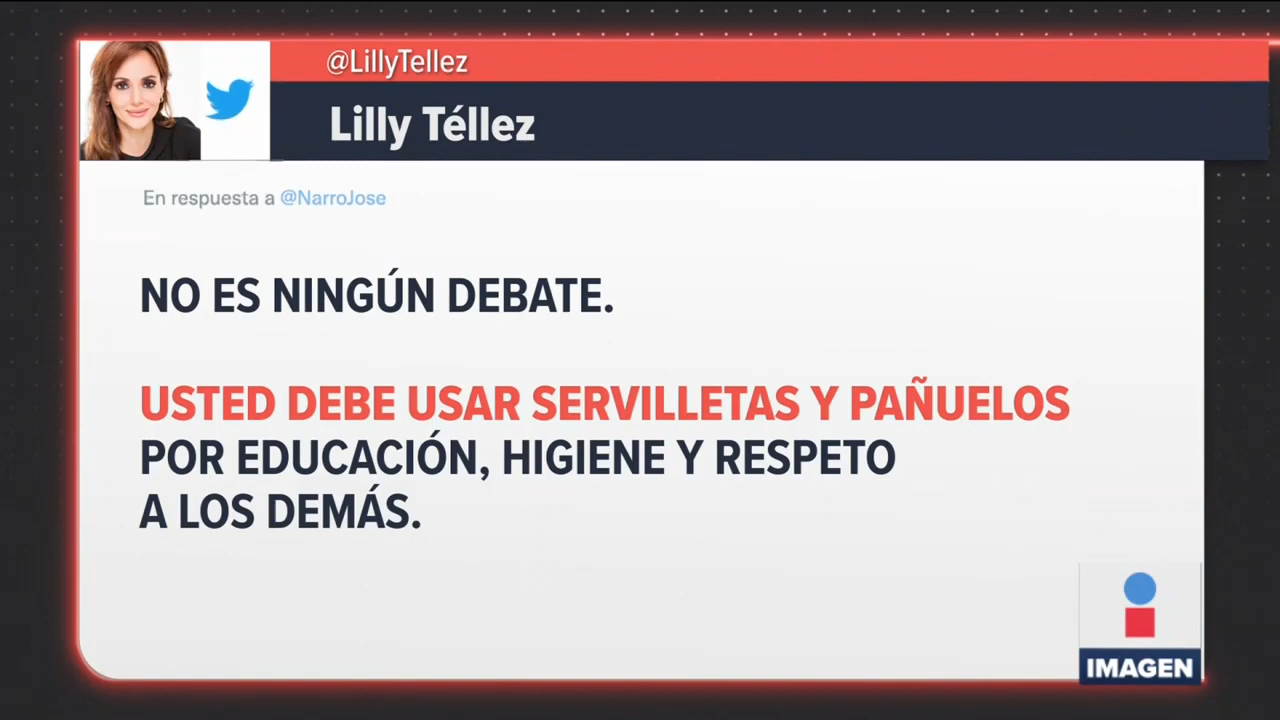 @LillyTellez
Lilly Téllez
En respuesta a @NarroJose
NO ES NINGÚN DEBATE.
USTED DEBE USAR SERVILLETAS Y PAÑUELOS
POR EDUCACIÓN, HIGIENE Y RESPETO
A LOS DEMÁS.
IMAGEN